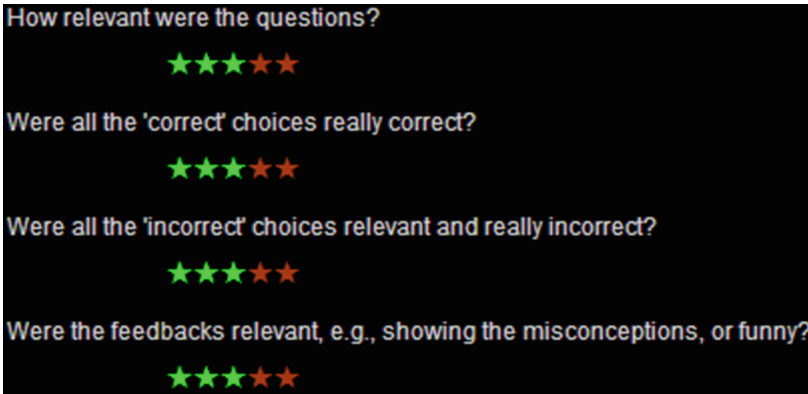 How relevant were the questions?
Were all the 'correct' choices really correct?
Were all the 'incorrect' choices relevant and really incorrect?
Were the feedbacks relevant, e.g., showing the misconceptions, or funny?